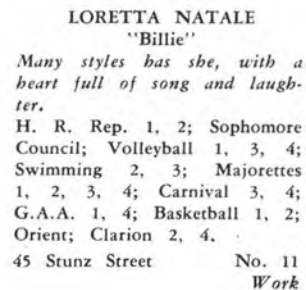 LORETTA NATALE
"Billie"
Many styles has she, with a
heart full of song and laugh-
ter.
H. R. Rep. 1, 2; Sophomore
Council; Volleyball 1, 3, 4;
Swimming 2, 3; Majorettes
1, 2, 3, 4; Carnival 3, 4;
G.A.A. 1, 4; Basketball 1, 2;
Orient; Clarion 2, 4.
45 Stunz Street No. 11
Work